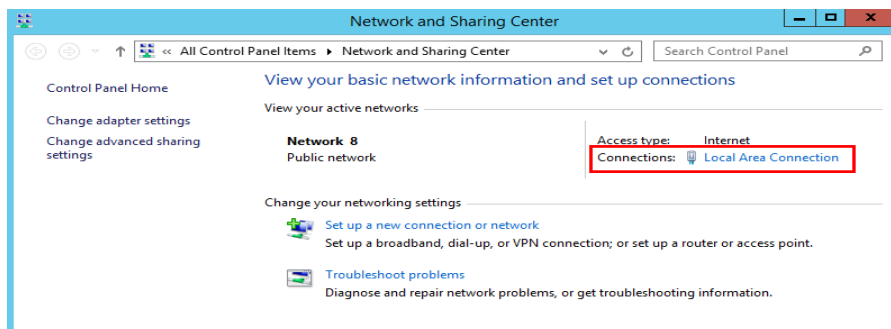 Network and Sharing Center
« All Control Panel Items ▸ Network and Sharing Center
Search Control Panel
Control Panel Home
Change adapter settings
Change advanced sharing
settings
View your basic network information and set up connections
View your active networks
Network 8
Public network
Access type: Internet
Connections: Local Area Connection
Change your networking settings
Set up a new connection or network
Set up a broadband, dial-up, or VPN connection; or set up a router or access point.
Troubleshoot problems
Diagnose and repair network problems, or get troubleshooting information.